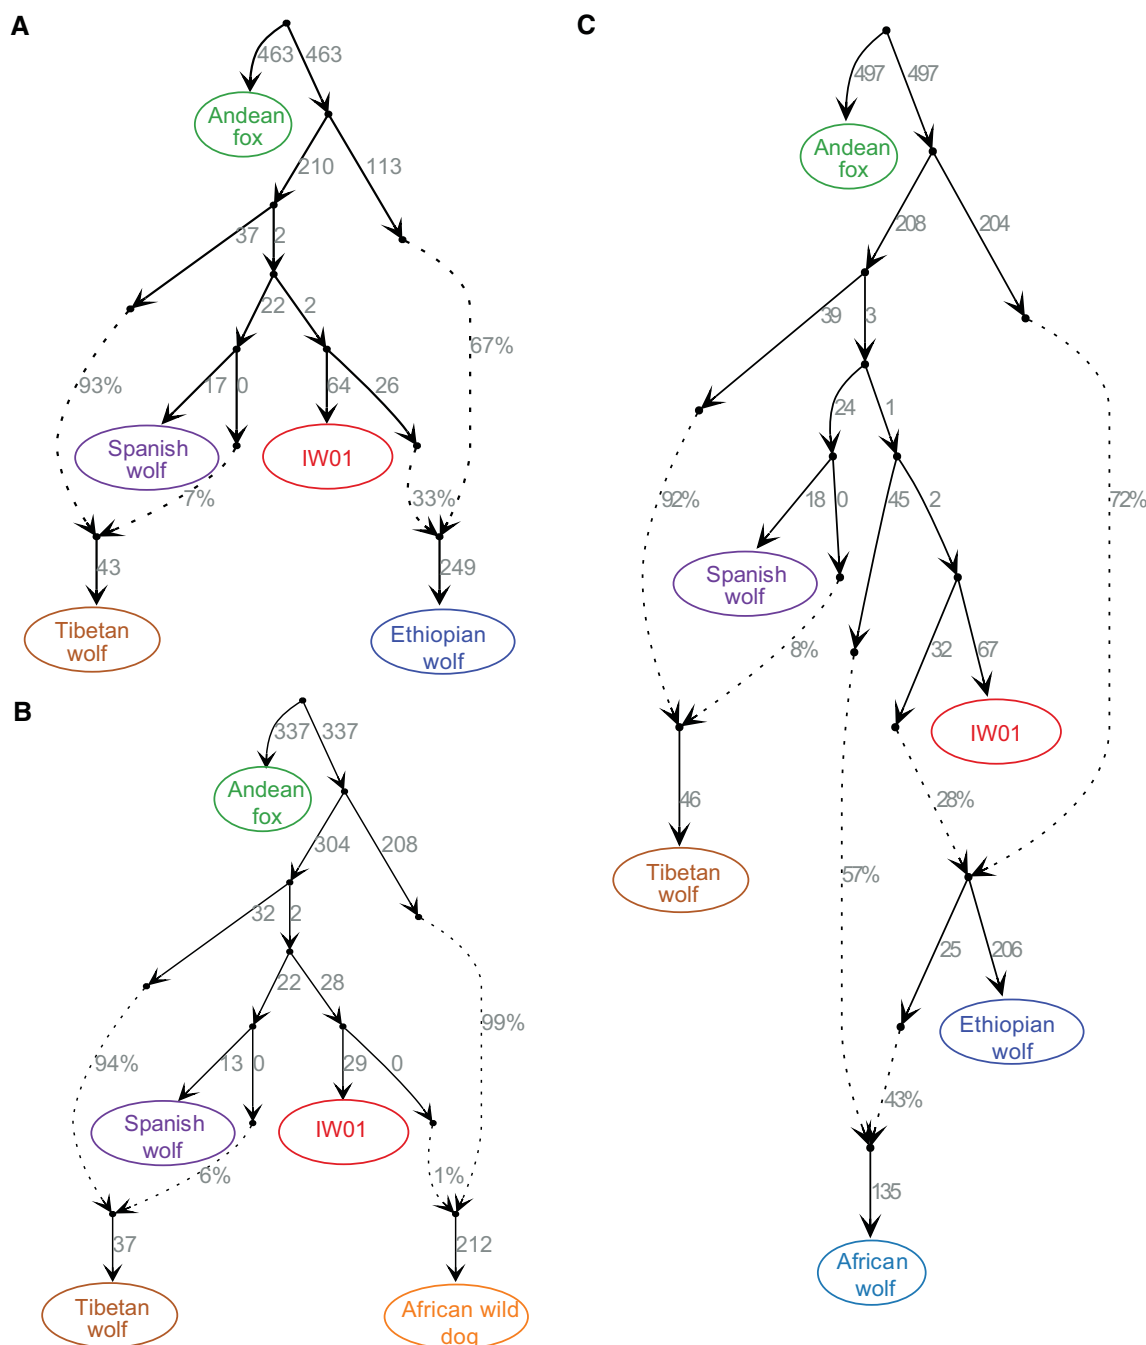 A
463 463
Andean
fox
210 113
37 2
22 2
67%
93% 17 0 64 26
Spanish
wolf
IW01
7% 33%
43 249
Tibetan
wolf
Ethiopian
wolf
B
337 337
Andean
fox
304 208
32 2
22 28
99%
94% 13 0 29 0
Spanish
wolf
IW01
6% 1%
37 212
Tibetan
wolf
African wild
dog
C
497 497
Andean
fox
208 204
39 3
24 1
92% 18 0 45 2 72%
Spanish
wolf
8% 32 67
IW01
46 28%
Tibetan
wolf
57%
25 206
Ethiopian
wolf
43%
135
African
wolf